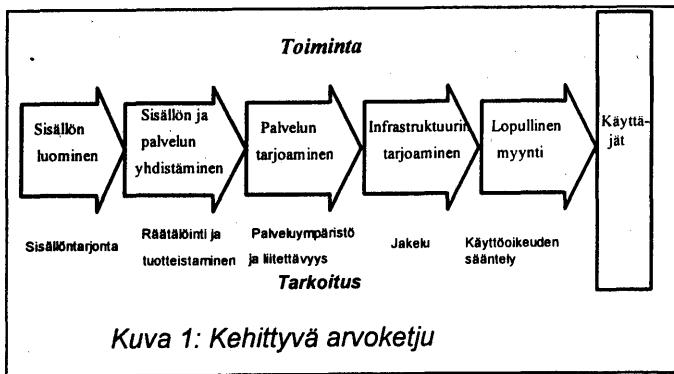 Toiminta
Sisällön
luominen
Sisällön ja
palvelun
yhdistäminen
Palvelun
tarjoaminen
Infrastruktuurin
tarjoaminen
Lopullinen
myynti
Käyttä-
jät
Sisällöntarjonta
Räätälöinti ja
tuotteistaminen
Palveluympäristö
ja liitettävyys
Jakelu
Käyttöoikeuden
sääntely
Tarkoitus
Kuva 1: Kehittyvä arvoketju